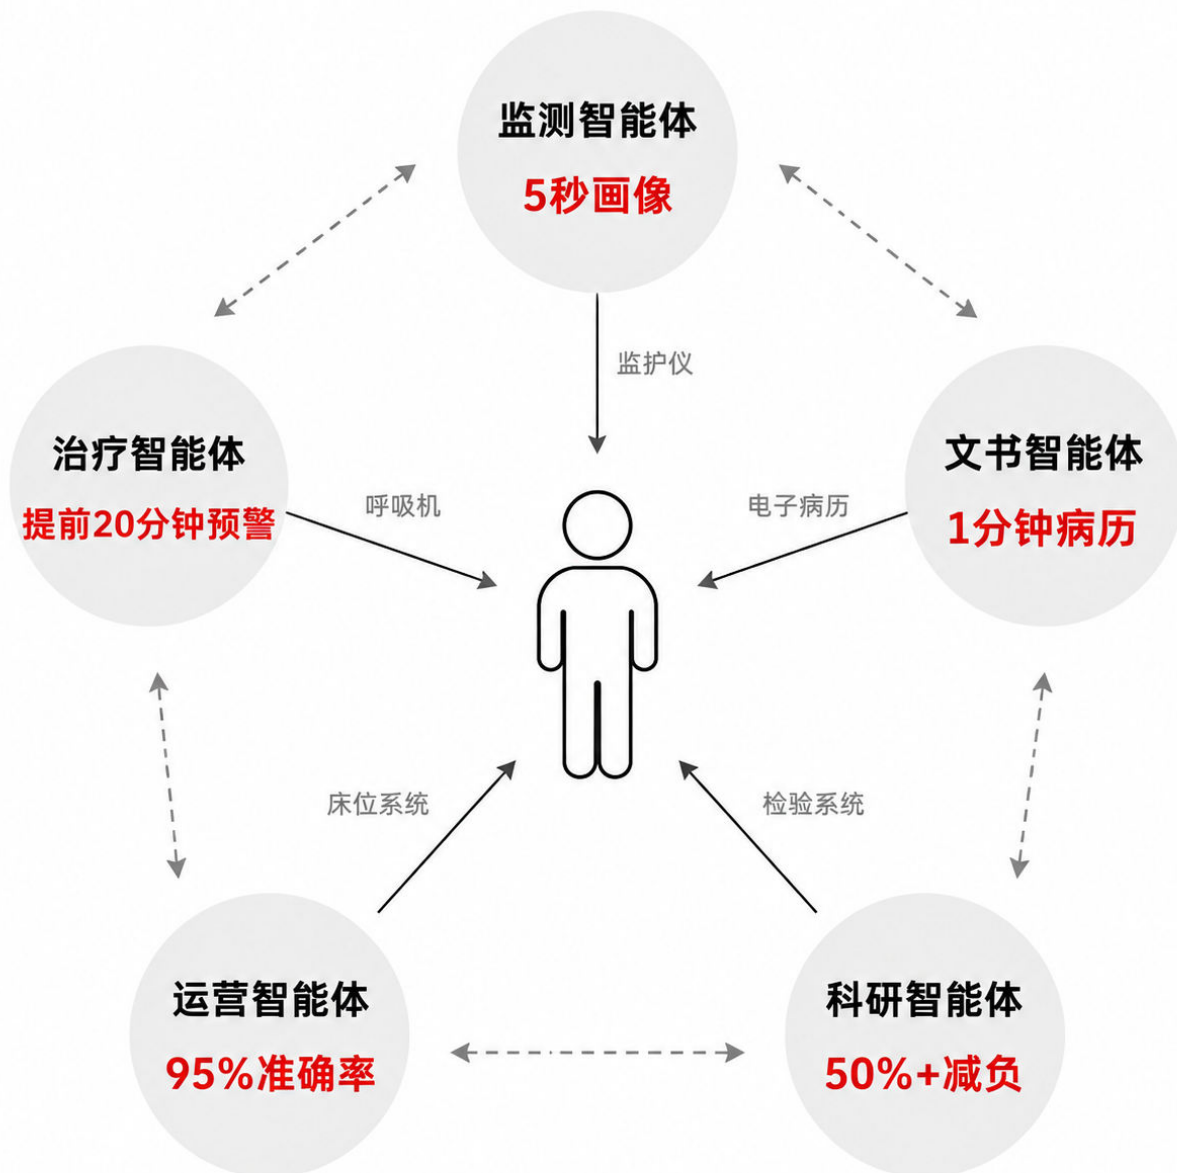 监测智能体
5秒画像
监护仪
治疗智能体
提前20分钟预警
呼吸机
电子病历
文书智能体
1分钟病历
床位系统
检验系统
运营智能体
95%准确率
科研智能体
50%+减负